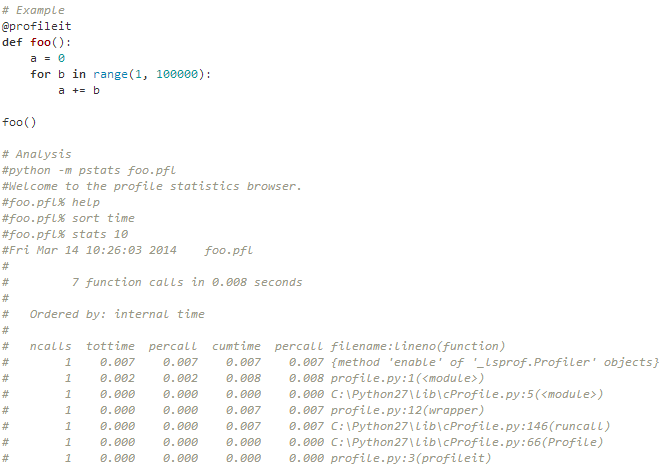 # Example
@profileit
def foo():
    a = 0
    for b in range(1, 100000):
        a += b
foo()
# Analysis
#python -m pstats foo.pfl
#Welcome to the profile statistics browser.
#foo.pfl% help
#foo.pfl% sort time
#foo.pfl% stats 10
#Fri Mar 14 10:26:03 2014    foo.pfl
#
#         7 function calls in 0.008 seconds
#
#   Ordered by: internal time
#
#   ncalls  tottime  percall  cumtime  percall filename:lineno(function)
#        1    0.007    0.007    0.007    0.007 {method 'enable' of '_lsprof.Profiler' objects}
#        1    0.002    0.002    0.008    0.008 profile.py:1(<module>)
#        1    0.000    0.000    0.000    0.000 C:\Python27\lib\cProfile.py:5(<module>)
#        1    0.000    0.000    0.007    0.007 profile.py:12(wrapper)
#        1    0.000    0.000    0.007    0.007 C:\Python27\lib\cProfile.py:146(runcall)
#        1    0.000    0.000    0.000    0.000 C:\Python27\lib\cProfile.py:66(Profile)
#        1    0.000    0.000    0.000    0.000 profile.py:3(profileit)